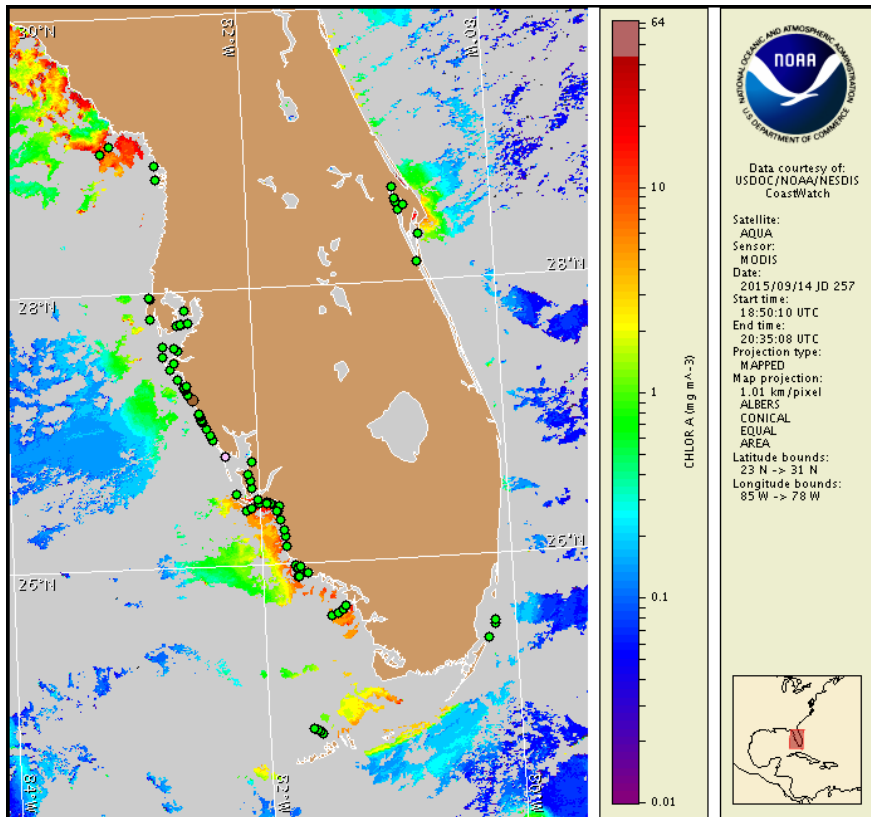 30°N
82°W
80°W
28°N
28°N
26°N
26°N
84°W
82°W
80°W
64
10
1
0.1
0.01
CHLOR A (mg m^-3)
NATIONAL OCEANIC AND ATMOSPHERIC ADMINISTRATION
NOAA
U.S. DEPARTMENT OF COMMERCE
Data courtesy of:
USDOC/NOAA/NESDIS
CoastWatch
Satellite:
AQUA
Sensor:
MODIS
Date:
2015/09/14 JD 257
Start time:
18:50:10 UTC
End time:
20:35:08 UTC
Projection type:
MAPPED
Map projection:
1.01 km/pixel
ALBERS
CONICAL
EQUAL
AREA
Latitude bounds:
23 N -> 31 N
Longitude bounds:
85 W -> 78 W